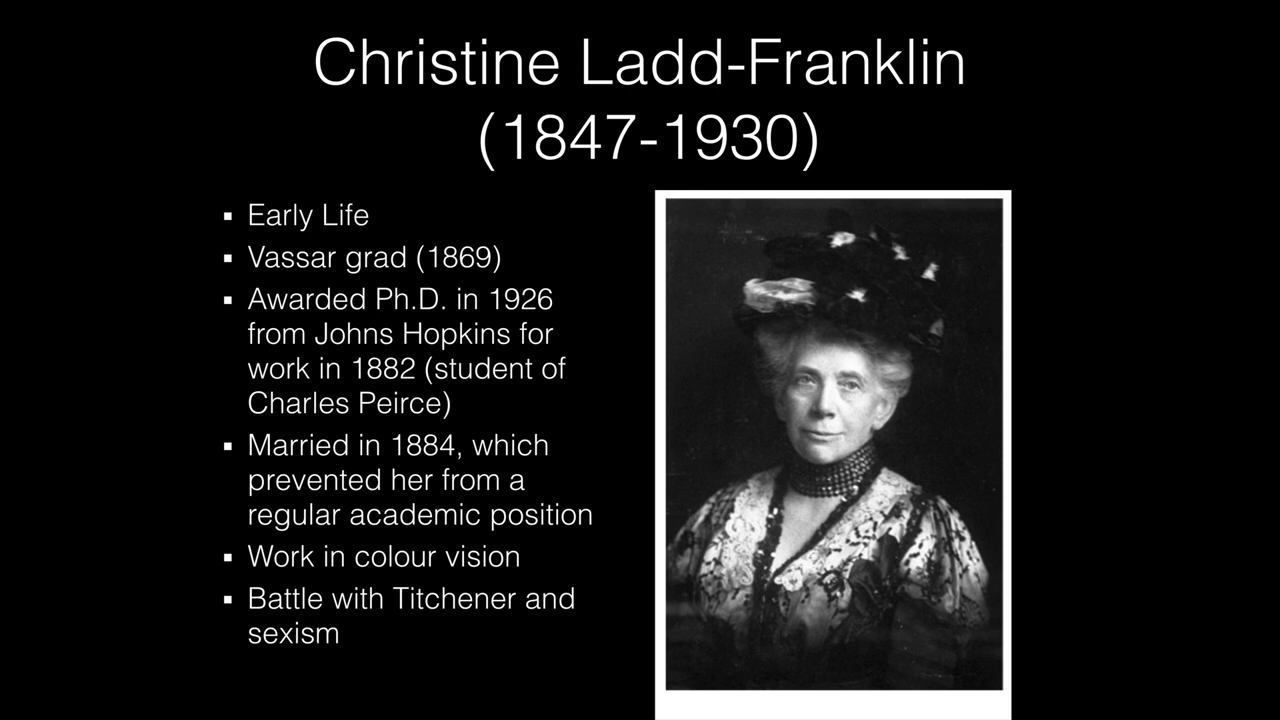 Christine Ladd-Franklin
(1847-1930)
▪ Early Life
▪ Vassar grad (1869)
▪ Awarded Ph.D. in 1926
from Johns Hopkins for
work in 1882 (student of
Charles Peirce)
▪ Married in 1884, which
prevented her from a
regular academic position
▪ Work in colour vision
▪ Battle with Titchener and
sexism